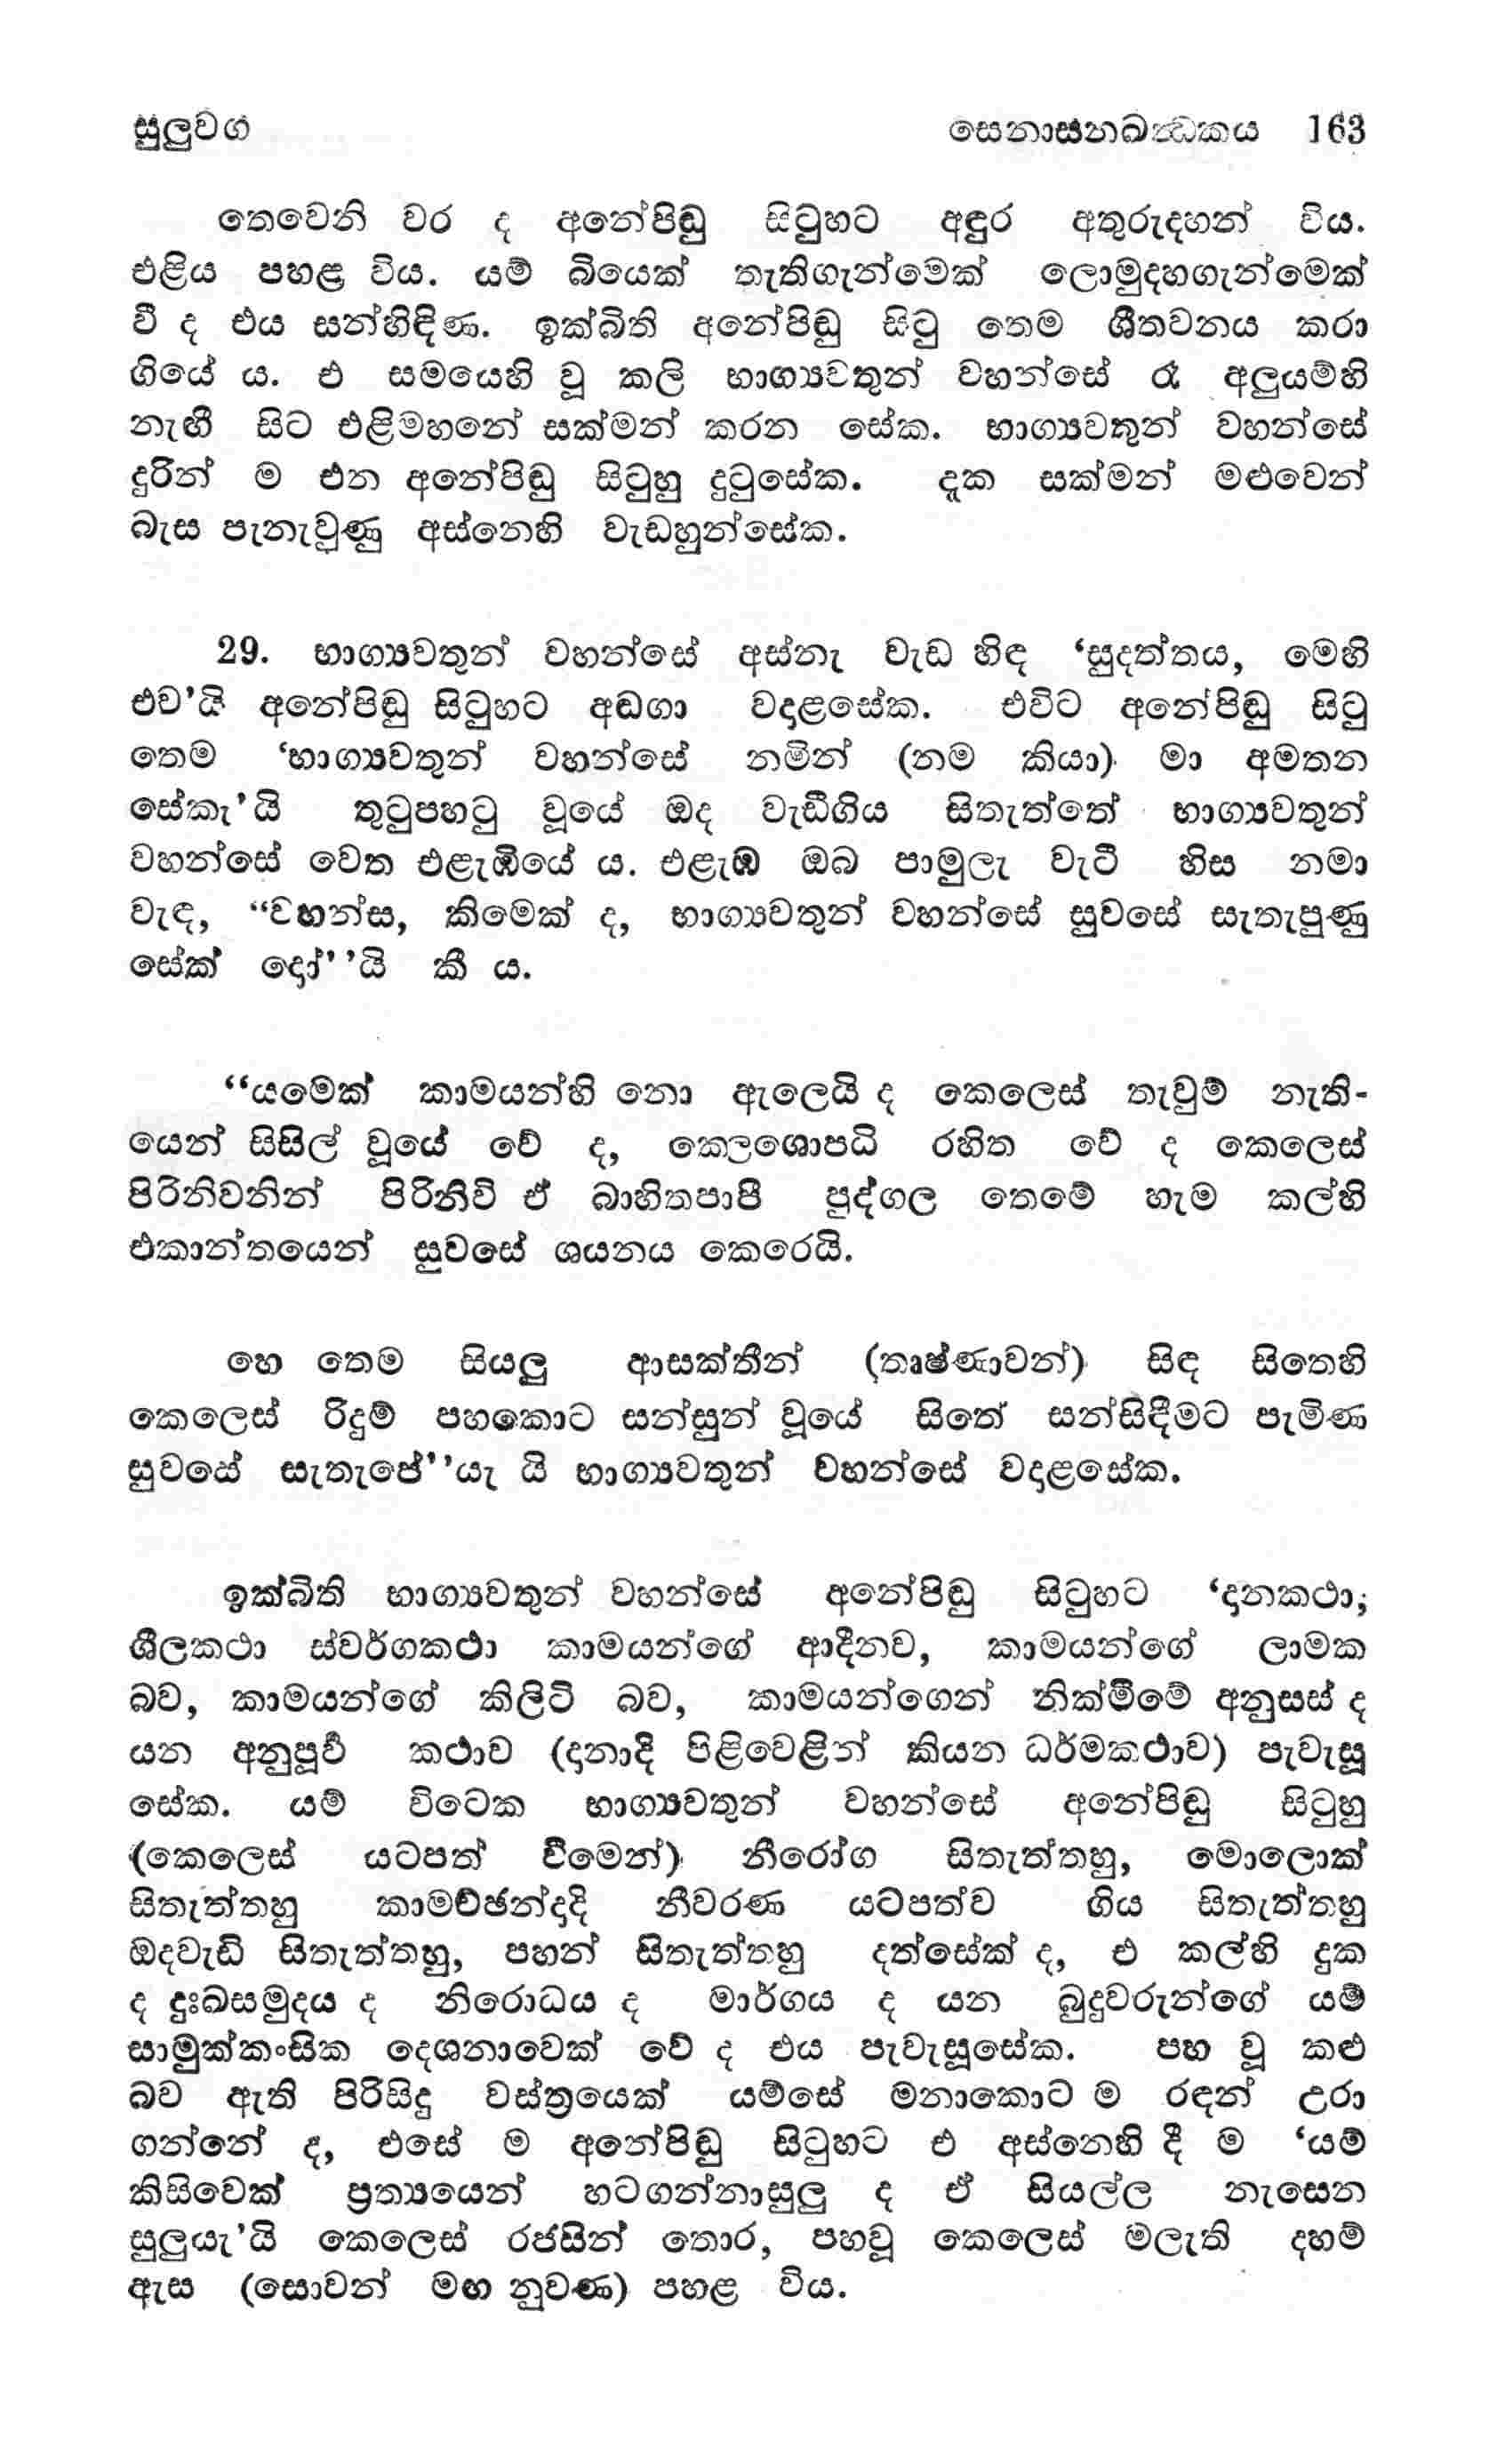 සුලුවග සෙනාසනඛන්‍ධකය 163
තෙවෙනි වර ද අනේපිඬු සිටුහට අඳුර අතුරුදහන් විය.
එළිය පහළ විය. යම් බියෙක් තැතිගැන්මෙක් ලොමුදහගැන්මෙක්
වී ද එය සන්හිඳිණ. ඉක්බිති අනේපිඬු සිටු තෙම ශීතවනය කරා
ගියේ ය. එ සමයෙහි වූ කලි භාග්‍යවතුන් වහන්සේ රෑ අලුයම්හි
නැඟී සිට එළිමහනේ සක්මන් කරන සේක. භාග්‍යවතුන් වහන්සේ
දුරින් ම එන අනේපිඬු සිටුහු දුටුසේක. දැක සක්මන් මළුවෙන්
බැස පැනැවුණු අස්නෙහි වැඩහුන්සේක.
29. භාග්‍යවතුන් වහන්සේ අස්නැ වැඩ හිඳ ‘සුදත්තය, මෙහි
එව’යි අනේපිඬු සිටුහට අඬගා වදාළසේක. එවිට අනේපිඬු සිටු
තෙම ‘භාග්‍යවතුන් වහන්සේ නමින් (නම කියා) මා අමතන
සේකැ’යි තුටුපහටු වූයේ ඔද වැඩීගිය සිතැත්තේ භාග්‍යවතුන්
වහන්සේ වෙත එළැඹියේ ය. එළැඹ ඔබ පාමුලැ වැටී හිස නමා
වැඳ, “වහන්ස, කිමෙක් ද, භාග්‍යවතුන් වහන්සේ සුවසේ සැතැපුණු
සේක් දෝ’’යි කී ය.
“යමෙක් කාමයන්හි නො ඇලෙයි ද කෙලෙස් තැවුම් නැති-
යෙන් සිසිල් වූයේ වේ ද, කෙලශොපධි රහිත වේ ද කෙලෙස්
පිරිනිවනින් පිරිනිවි ඒ බාහිතපාපී පුද්ගල තෙමේ හැම කල්හි
එකාන්තයෙන් සුවසේ ශයනය කෙරෙයි.
හෙ තෙම සියලු ආසක්තීන් (තෘෂ්ණාවන්) සිඳ සිතෙහි
කෙලෙස් රිදුම් පහකොට සන්සුන් වූයේ සිතේ සන්සිඳීමට පැමිණ
සුවසේ සැතැපේ’’යැ යි භාග්‍යවතුන් වහන්සේ වදාළසේක.
ඉක්බිති භාග්‍යවතුන් වහන්සේ අනේපිඬු සිටුහට ‘දානකථා,
ශීලකථා ස්වර්ගකථා කාමයන්ගේ ආදීනව, කාමයන්ගේ ලාමක
බව, කාමයන්ගේ කිලිටි බව, කාමයන්ගෙන් නික්මීමේ අනුසස් ද
යන අනුපූර්‍ව කථාව (දානාදි පිළිවෙළින් කියන ධර්මකථාව) පැවැසූ
සේක. යම් විටෙක භාග්‍යවතුන් වහන්සේ අනේපිඬු සිටුහු
(කෙලෙස් යටපත් වීමෙන්) නීරෝග සිතැත්තහු, මොලොක්
සිතැත්තහු කාමච්ඡන්දාදි නීවරණ යටපත්ව ගිය සිතැත්තහු
ඔදවැඩි සිතැත්තහු, පහන් සිතැත්තහු දත්සේක් ද, එ කල්හි දුක
ද දුඃඛසමුදය ද නිරොධය ද මාර්ගය ද යන බුදුවරුන්ගේ යම්
සාමුක්කංසික දෙශනාවෙක් වේ ද එය පැවැසූසේක. පහ වූ කළු
බව ඇති පිරිසිදු වස්ත්‍රයෙක් යම්සේ මනාකොට ම රඳන් උරා
ගන්නේ ද, එසේ ම අනේපිඬු සිටුහට එ අස්නෙහි දී ම ‘යම්
කිසිවෙක් ප්‍රත්‍යයෙන් හටගන්නාසුලු ද ඒ සියල්ල නැසෙන
සුලුයැ’යි කෙලෙස් රජසින් තොර, පහවූ කෙලෙස් මලැති දහම්
ඇස (සොවන් මඟ නුවණ) පහළ විය.